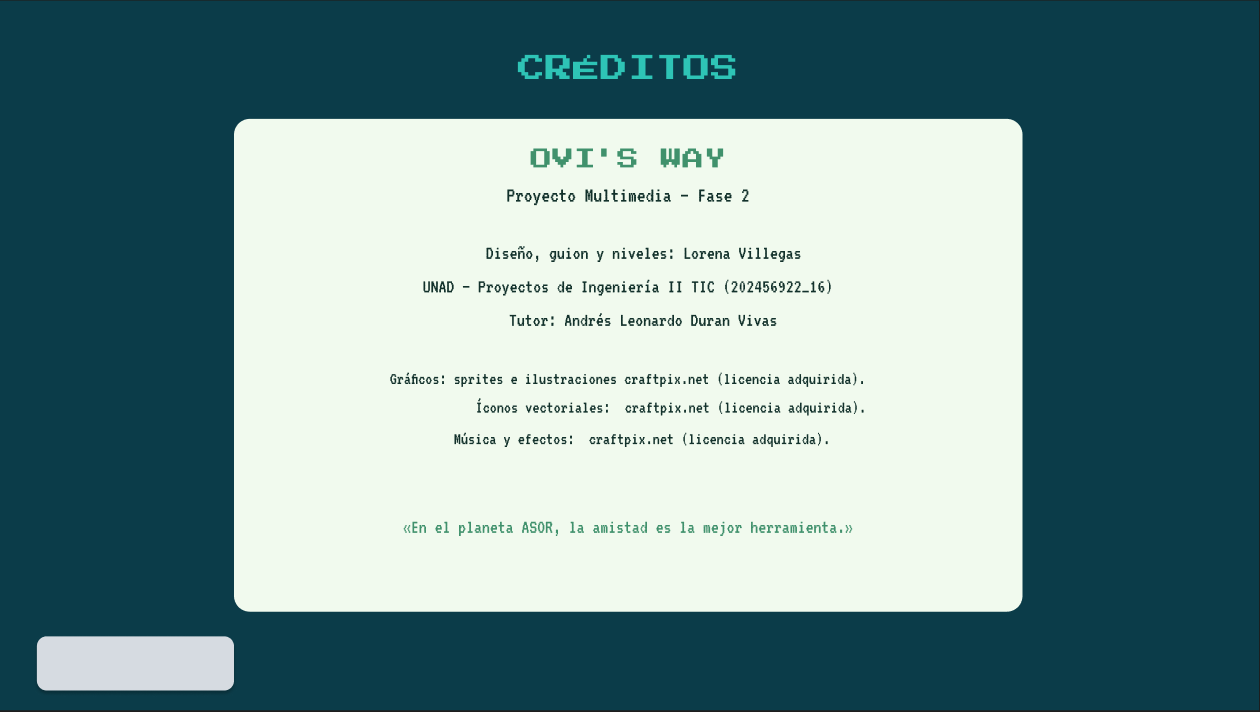 CRÉDITOS
OVI'S WAY
Proyecto Multimedia – Fase 2
Diseño, guion y niveles: Lorena Villegas
UNAD – Proyectos de Ingeniería II TIC (202456922_16)
Tutor: Andrés Leonardo Duran Vivas
Gráficos: sprites e ilustraciones craftpix.net (licencia adquirida).
Íconos vectoriales: craftpix.net (licencia adquirida).
Música y efectos: craftpix.net (licencia adquirida).
«En el planeta ASOR, la amistad es la mejor herramienta.»